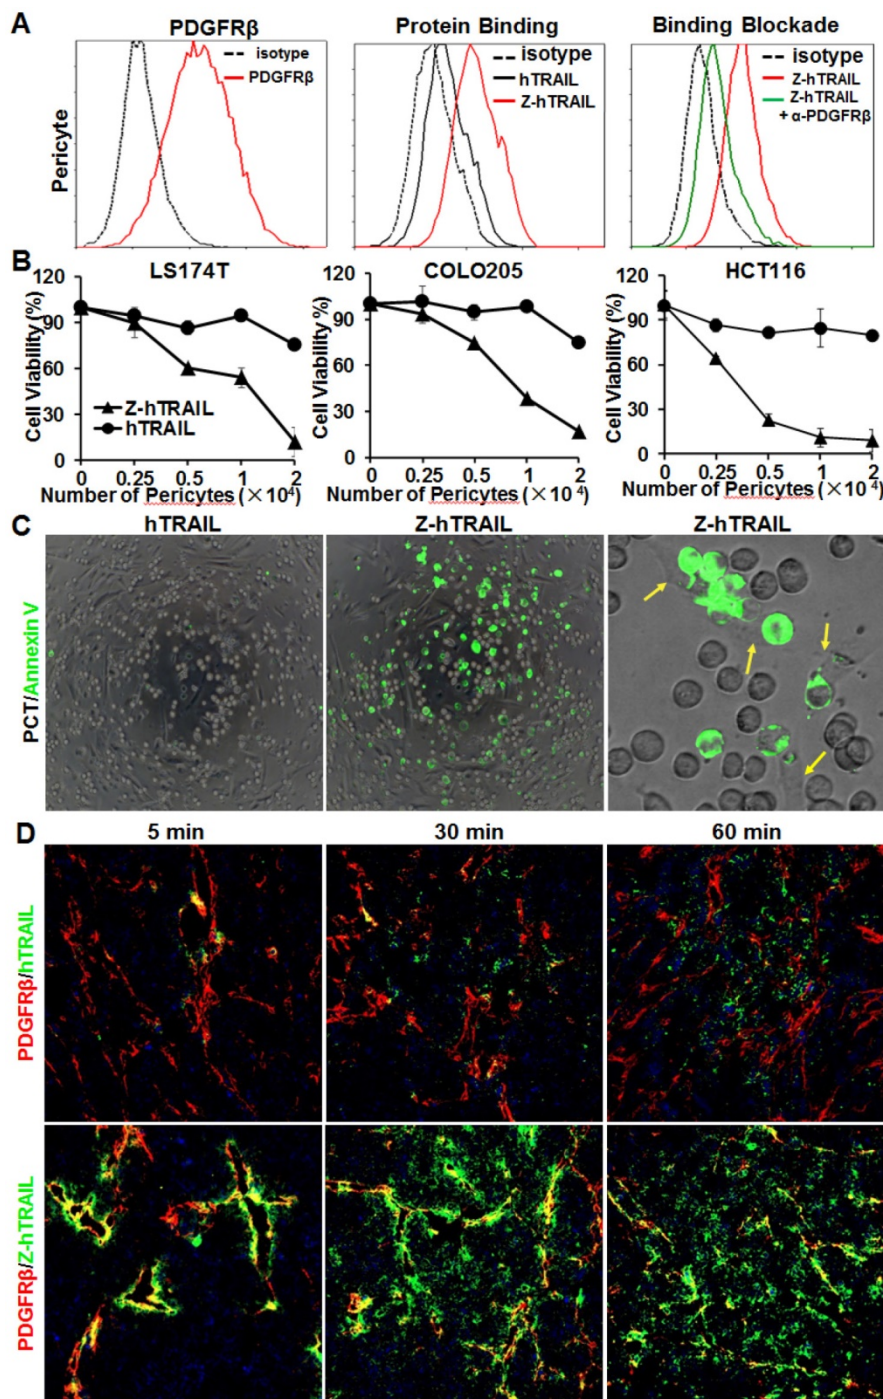 A
PDGFRβ
isotype
PDGFRβ
Protein Binding
isotype
hTRAIL
Z-hTRAIL
Binding Blockade
isotype
Z-hTRAIL
Z-hTRAIL
+ α-PDGFRβ
Pericyte
B
LS174T
COLO205
HCT116
Cell Viability (%)
120
90
60
30
0
Z-hTRAIL
hTRAIL
0 0.25 0.5 1 2
Number of Pericytes (×10⁴)
Cell Viability %)
120
90
60
30
0
0 0.25 0.5 1 2
Number of Pericytes (×10⁴)
Cell Viability (%)
120
90
60
30
0
0 0.25 0.5 1 2
Number of Pericytes (×10⁴)
C
hTRAIL
Z-hTRAIL
Z-hTRAIL
PCT/Annexin V
D
5 min
30 min
60 min
PDGFRβ/hTRAIL
PDGFRβ/Z-hTRAIL